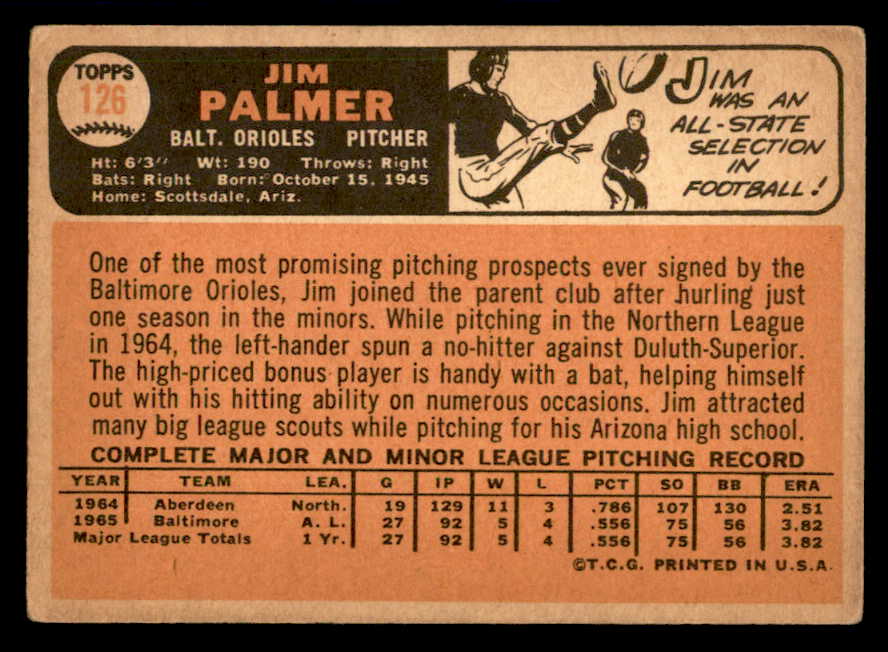 TOPPS
126
JIM
PALMER
BALT. ORIOLES PITCHER
Ht: 6'3" Wt: 190 Throws: Right
Bats: Right Born: October 15, 1945
Home: Scottsdale, Ariz.
JIM
WAS AN
ALL-STATE
SELECTION
IN
FOOTBALL!
One of the most promising pitching prospects ever signed by the
Baltimore Orioles, Jim joined the parent club after hurling just
one season in the minors. While pitching in the Northern League
in 1964, the left-hander spun a no-hitter against Duluth-Superior.
The high-priced bonus player is handy with a bat, helping himself
out with his hitting ability on numerous occasions. Jim attracted
many big league scouts while pitching for his Arizona high school.
COMPLETE MAJOR AND MINOR LEAGUE PITCHING RECORD
YEAR TEAM LEA. G IP W L PCT SO BB ERA
1964 Aberdeen North. 19 129 11 3 .786 107 130 2.51
1965 Baltimore A. L. 27 92 5 4 .556 75 56 3.82
Major League Totals 1 Yr. 27 92 5 4 .556 75 56 3.82
©T.C.G. PRINTED IN U.S.A.